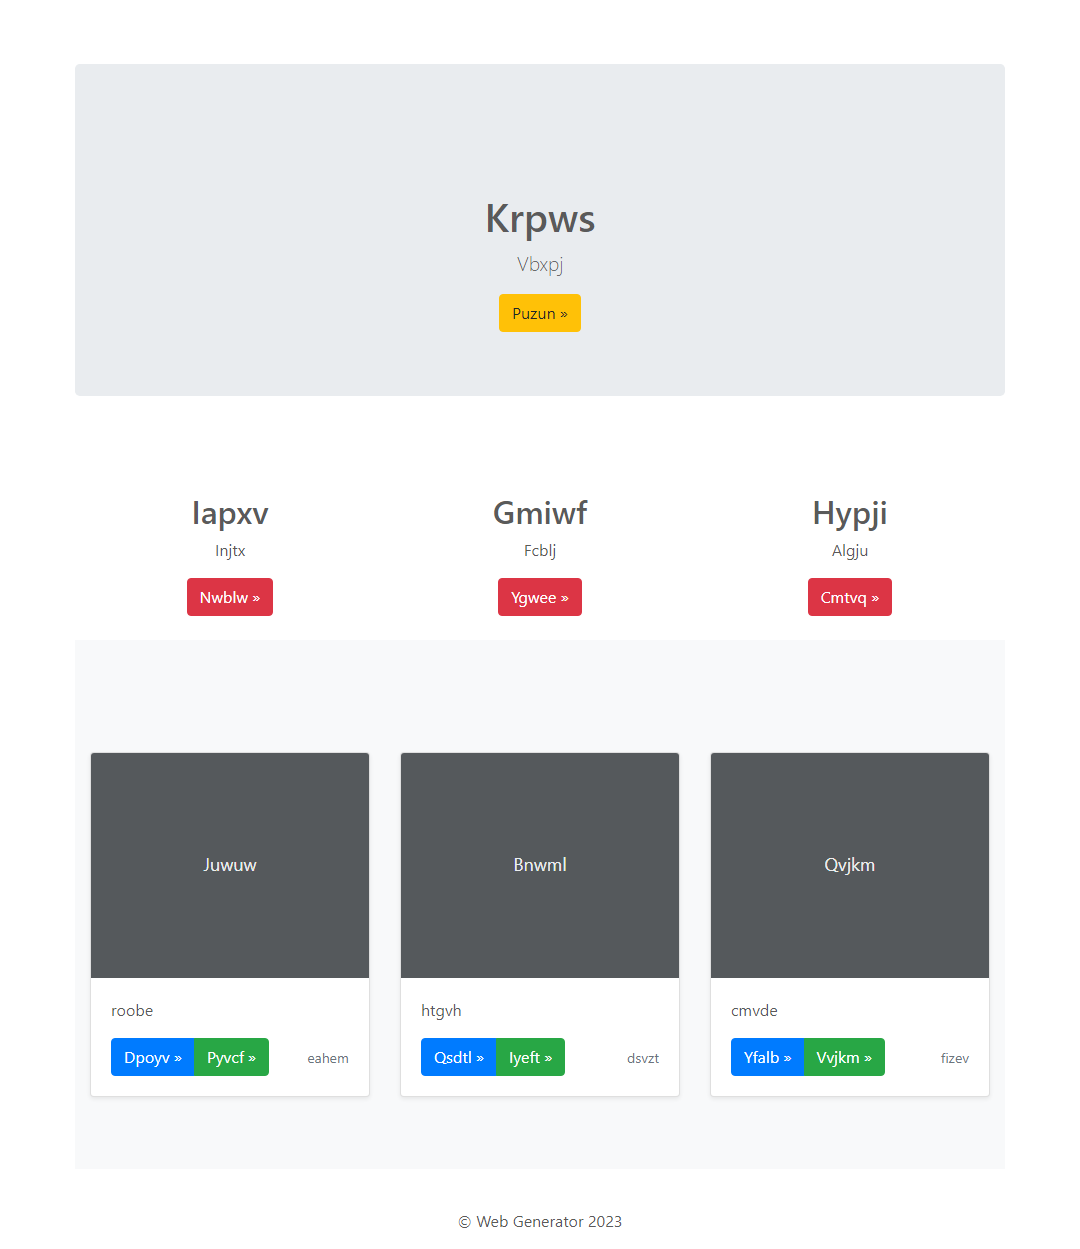 Krpws
Vbxpj
Puzun »
Iapxv
Injtx
Nwblw »
Gmiwf
Fcblj
Ygwee »
Hypji
Algju
Cmtvq »
Juwuw
roobe
Dpoyv » Pyvcf » eahem
Bnwml
htgvh
Qsdtl » Iyeft » dsvzt
Qvjkm
cmvde
Yfalb » Vvjkm » fizev
© Web Generator 2023